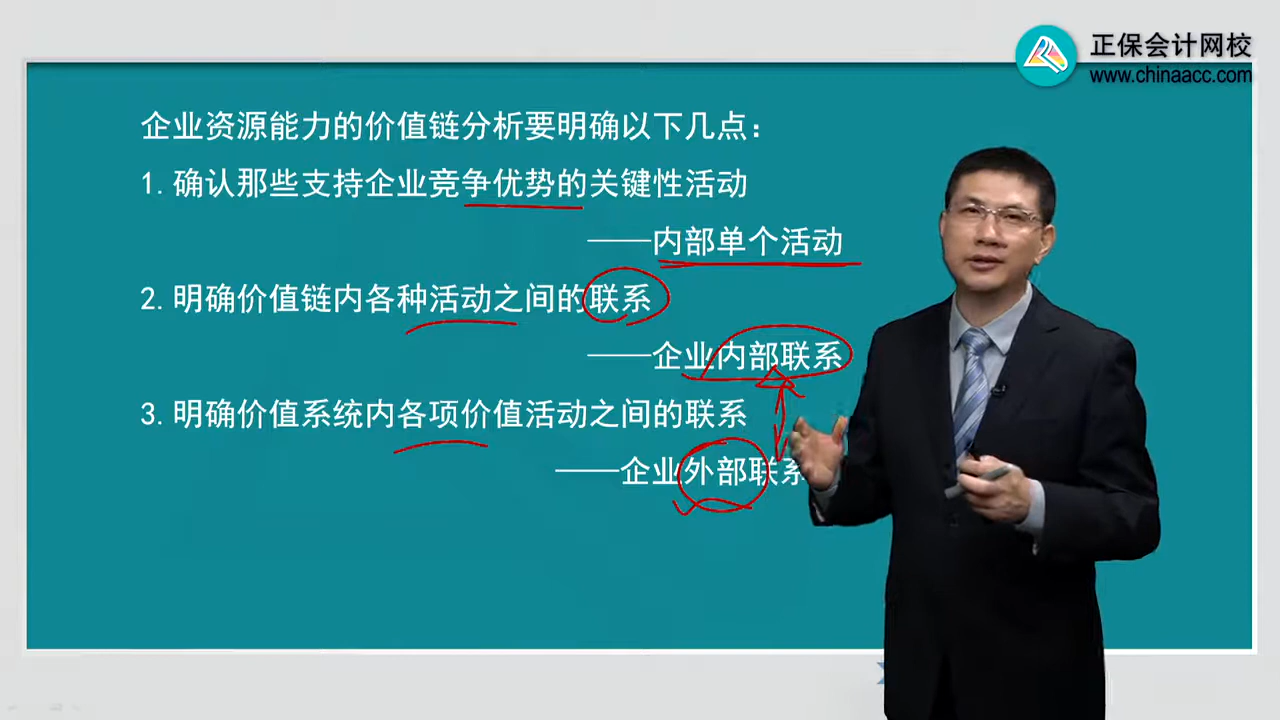 正保会计网校
www.chinaacc.com
企业资源能力的价值链分析要明确以下几点：
1.确认那些支持企业竞争优势的关键性活动
——内部单个活动
2.明确价值链内各种活动之间的联系
——企业内部联系
3.明确价值系统内各项价值活动之间的联系
——企业外部联系